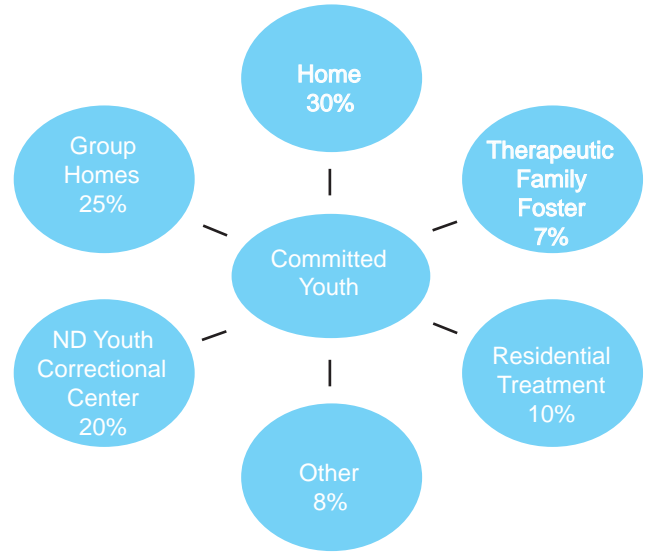 Home
30%
Therapeutic
Family
Foster
7%
Group
Homes
25%
Committed
Youth
ND Youth
Correctional
Center
20%
Residential
Treatment
10%
Other
8%